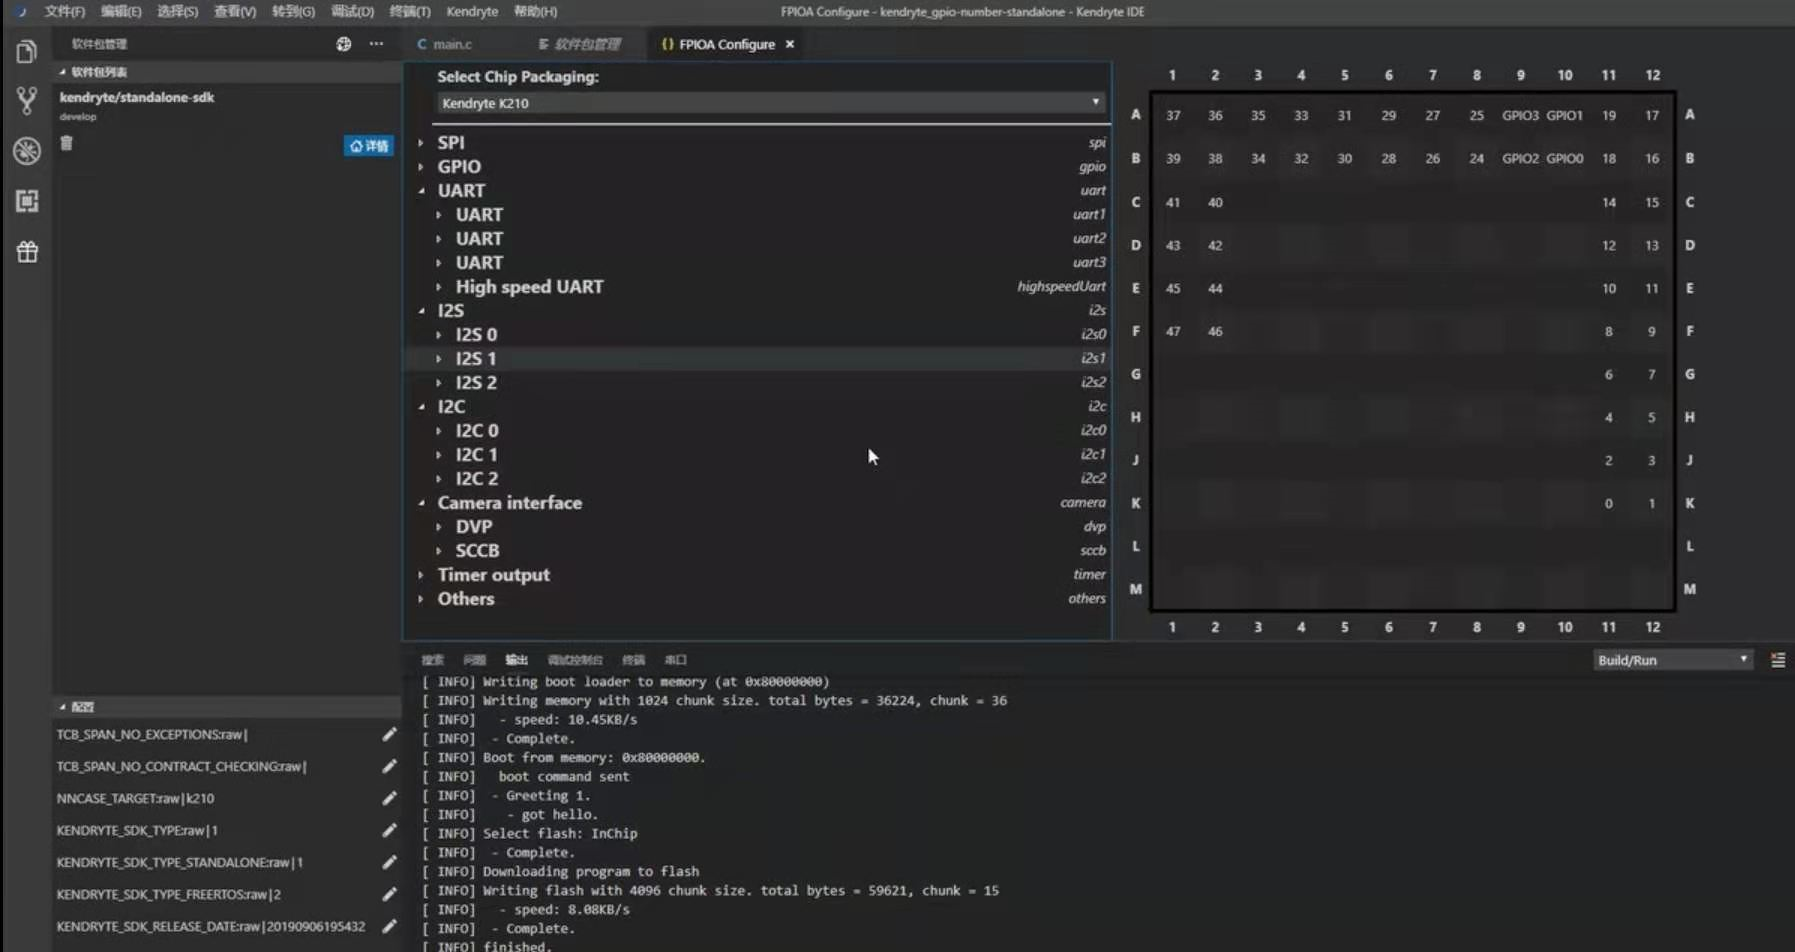 文件(F) 编辑(E) 选择(S) 查看(V) 转到(G) 调试(D) 终端(T) Kendryte 帮助(H) FPIOA Configure - kendryte_gpio-number-standalone - Kendryte IDE
软件包管理 ···
软件包列表
kendryte/standalone-sdk
develop
详情
C main.c 软件包管理 {} FPIOA Configure ×
Select Chip Packaging:
Kendryte K210
SPI spi
GPIO gpio
UART uart
UART uart1
UART uart2
UART uart3
High speed UART highspeedUart
I2S i2s
I2S 0 i2s0
I2S 1 i2s1
I2S 2 i2s2
I2C i2c
I2C 0 i2c0
I2C 1 i2c1
I2C 2 i2c2
Camera interface camera
DVP dvp
SCCB sccb
Timer output timer
Others others
1 2 3 4 5 6 7 8 9 10 11 12
A 37 36 35 33 31 29 27 25 GPIO3 GPIO1 19 17 A
B 39 38 34 32 30 28 26 24 GPIO2 GPIO0 18 16 B
C 41 40 14 15 C
D 43 42 12 13 D
E 45 44 10 11 E
F 47 46 8 9 F
G 6 7 G
H 4 5 H
J 2 3 J
K 0 1 K
L L
M M
1 2 3 4 5 6 7 8 9 10 11 12
配置
TCB_SPAN_NO_EXCEPTIONS:raw|
TCB_SPAN_NO_CONTRACT_CHECKING:raw|
NNCASE_TARGET:raw|k210
KENDRYTE_SDK_TYPE:raw|1
KENDRYTE_SDK_TYPE_STANDALONE:raw|1
KENDRYTE_SDK_TYPE_FREERTOS:raw|2
KENDRYTE_SDK_RELEASE_DATE:raw|20190906195432
搜索 问题 输出 调试控制台 终端 串口 Build/Run
[ INFO] Writing boot loader to memory (at 0x80000000)
[ INFO] Writing memory with 1024 chunk size. total bytes = 36224, chunk = 36
[ INFO] - speed: 10.45KB/s
[ INFO] - Complete.
[ INFO] Boot from memory: 0x80000000.
[ INFO] boot command sent
[ INFO] - Greeting 1.
[ INFO] - got hello.
[ INFO] Select flash: InChip
[ INFO] - Complete.
[ INFO] Downloading program to flash
[ INFO] Writing flash with 4096 chunk size. total bytes = 59621, chunk = 15
[ INFO] - speed: 8.08KB/s
[ INFO] - Complete.
[ INFO] finished.